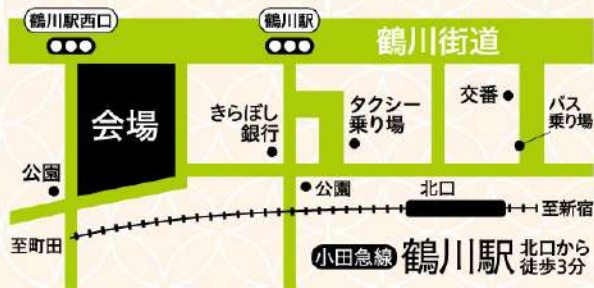 鶴川駅西口
鶴川駅
鶴川街道
会場
きらぼし
銀行
タクシー
乗り場
交番
バス
乗り場
公園
公園
北口
至新宿
至町田
小田急線 鶴川駅 北口から
徒歩3分